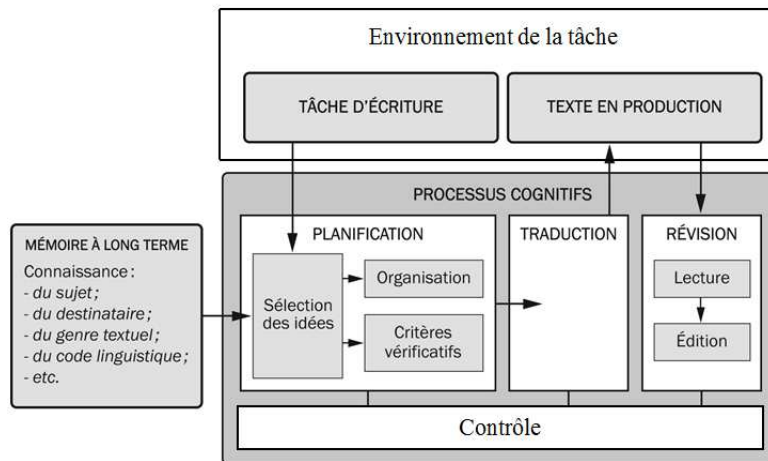 Environnement de la tâche
TÂCHE D'ÉCRITURE
TEXTE EN PRODUCTION
PROCESSUS COGNITIFS
MÉMOIRE À LONG TERME
Connaissance :
- du sujet ;
- du destinataire ;
- du genre textuel ;
- du code linguistique ;
- etc.
PLANIFICATION
Sélection
des idées
Organisation
Critères
vérificatifs
TRADUCTION
RÉVISION
Lecture
Édition
Contrôle